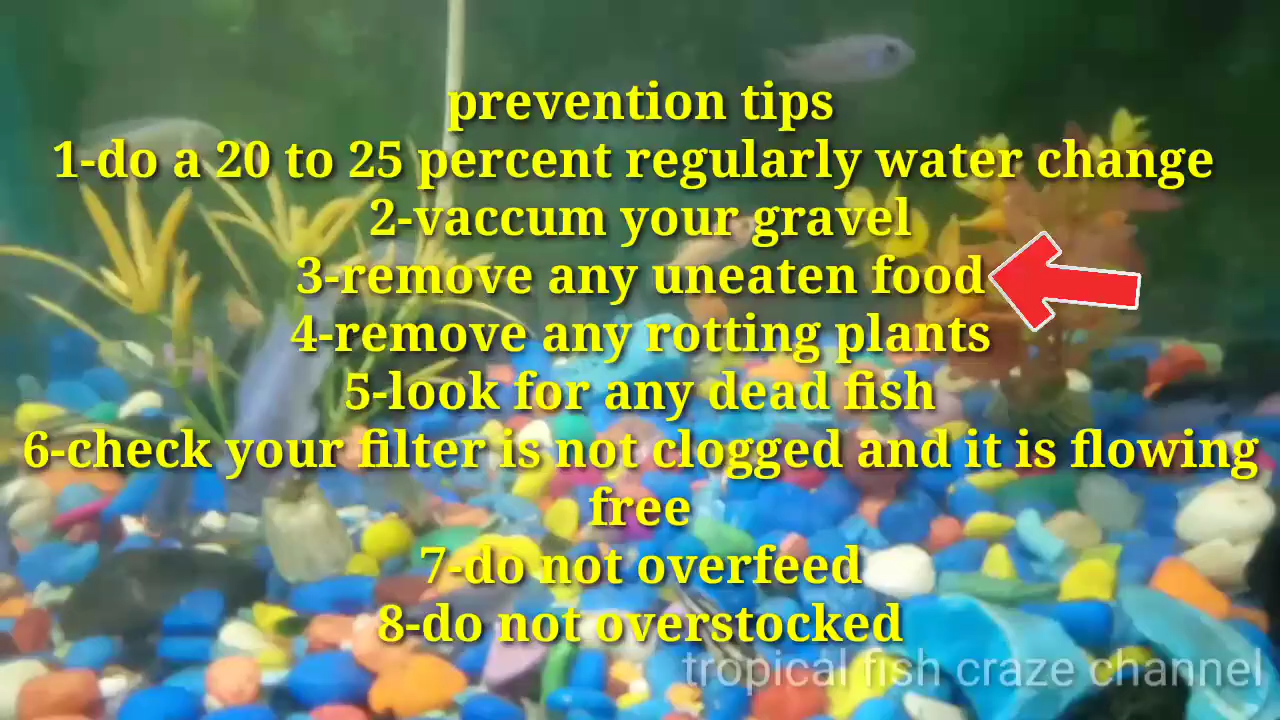 prevention tips
1-do a 20 to 25 percent regularly water change
2-vaccum your gravel
3-remove any uneaten food
4-remove any rotting plants
5-look for any dead fish
6-check your filter is not clogged and it is flowing
free
7-do not overfeed
8-do not overstocked
tropical fish craze channel